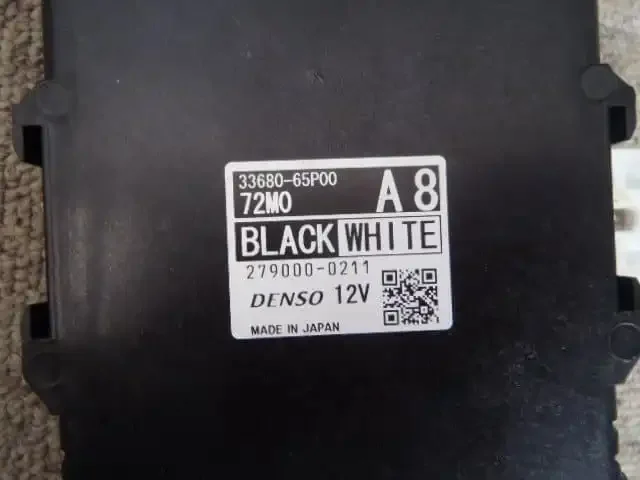 33680-65P00
72M0 A8
BLACK WHITE
279000-0211
DENSO 12V
MADE IN JAPAN